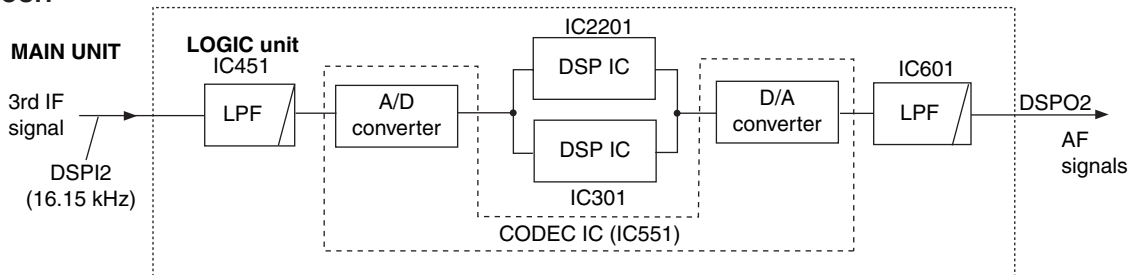 MAIN UNIT
3rd IF
signal
DSPI2
(16.15 kHz)
LOGIC unit
IC451
LPF
A/D
converter
IC2201
DSP IC
DSP IC
IC301
CODEC IC (IC551)
D/A
converter
IC601
LPF
DSPO2
AF
signals